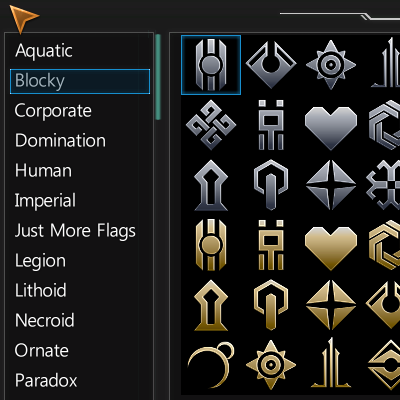 Aquatic
Blocky
Corporate
Domination
Human
Imperial
Just More Flags
Legion
Lithoid
Necroid
Ornate
Paradox